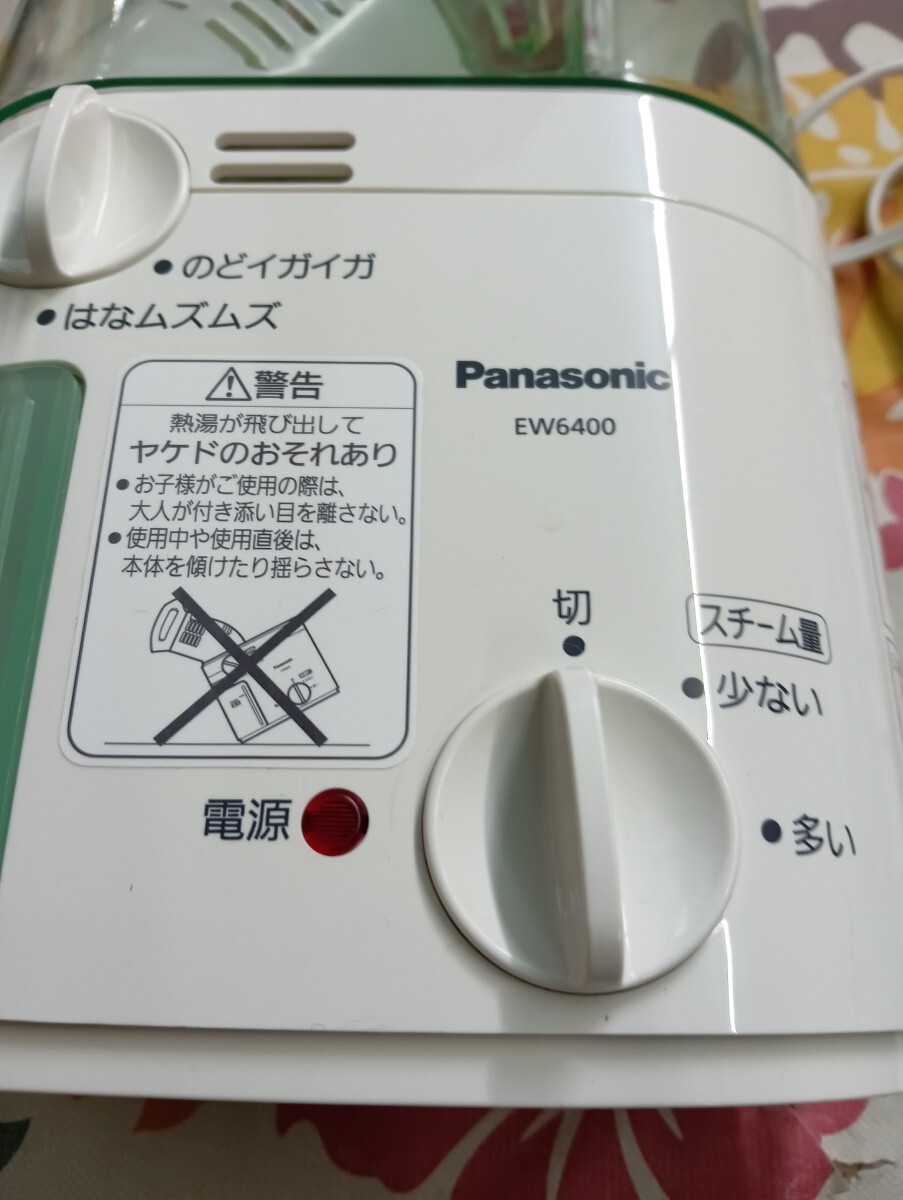 ●のどイガイガ
●はなムズムズ
⚠警告
熱湯が飛び出して
ヤケドのおそれあり
●お子様がご使用の際は、
大人が付き添い目を離さない。
●使用中や使用直後は、
本体を傾けたり揺らさない。
Panasonic
EW6400
切
スチーム量
●少ない
●多い
電源